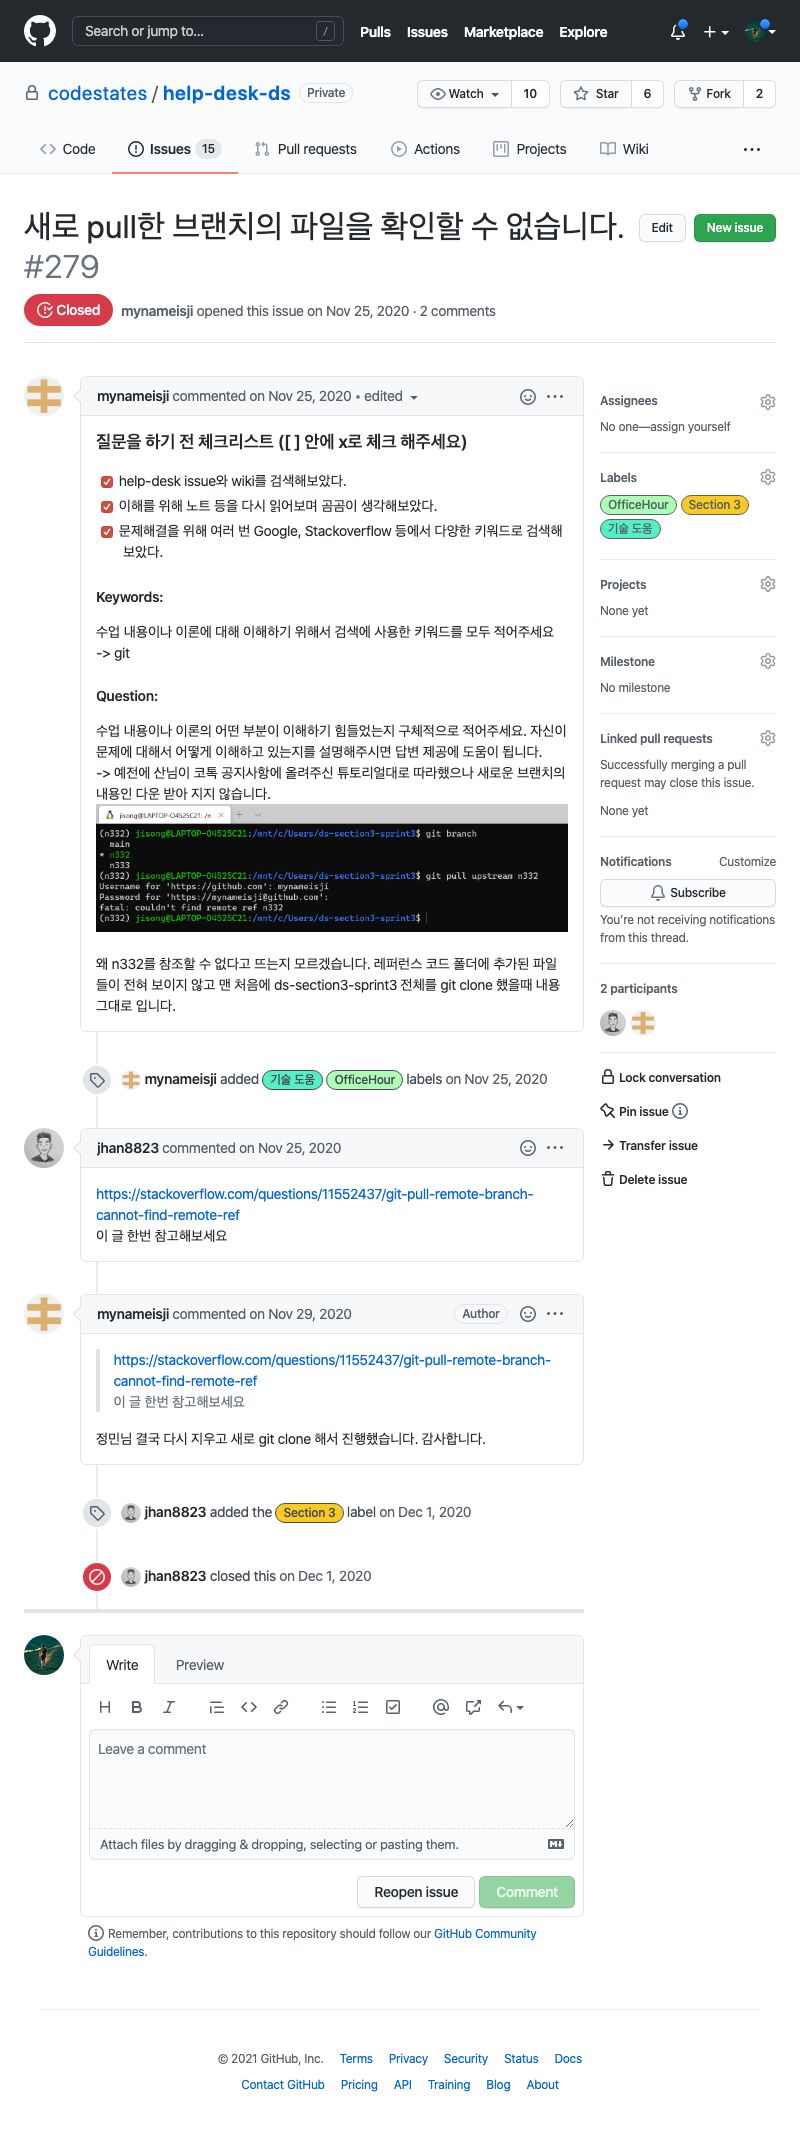 Search or jump to... /
Pulls Issues Marketplace Explore
codestates / help-desk-ds Private
Watch 10 Star 6 Fork 2
Code Issues 15 Pull requests Actions Projects Wiki ...
새로 pull한 브랜치의 파일을 확인할 수 없습니다.
#279
Edit New issue
Closed mynameisji opened this issue on Nov 25, 2020 · 2 comments
mynameisji commented on Nov 25, 2020 • edited
질문을 하기 전 체크리스트 ([ ] 안에 x로 체크 해주세요)
help-desk issue와 wiki를 검색해보았다.
이해를 위해 노트 등을 다시 읽어보며 곰곰이 생각해보았다.
문제해결을 위해 여러 번 Google, Stackoverflow 등에서 다양한 키워드로 검색해
보았다.
Keywords:
수업 내용이나 이론에 대해 이해하기 위해서 검색에 사용한 키워드를 모두 적어주세요
-> git
Question:
수업 내용이나 이론의 어떤 부분이 이해하기 힘들었는지 구체적으로 적어주세요. 자신이
문제에 대해서 어떻게 이해하고 있는지를 설명해주시면 답변 제공에 도움이 됩니다.
-> 예전에 산님이 코톡 공지사항에 올려주신 튜토리얼대로 따라했으나 새로운 브랜치의
내용인 다운 받아 지지 않습니다.
jisong@LAPTOP-O4525C21: /m × +
(n332) jisong@LAPTOP-O4525C21:/mnt/c/Users/ds-section3-sprint3$ git branch
main
* n332
n333
(n332) jisong@LAPTOP-O4525C21:/mnt/c/Users/ds-section3-sprint3$ git pull upstream n332
Username for 'https://github.com': mynameisji
Password for 'https://mynameisji@github.com':
fatal: couldn't find remote ref n332
(n332) jisong@LAPTOP-O4525C21:/mnt/c/Users/ds-section3-sprint3$
왜 n332를 참조할 수 없다고 뜨는지 모르겠습니다. 레퍼런스 코드 폴더에 추가된 파일
들이 전혀 보이지 않고 맨 처음에 ds-section3-sprint3 전체를 git clone 했을때 내용
그대로 입니다.
mynameisji added 기술 도움 OfficeHour labels on Nov 25, 2020
jhan8823 commented on Nov 25, 2020
https://stackoverflow.com/questions/11552437/git-pull-remote-branch-
cannot-find-remote-ref
이 글 한번 참고해보세요
mynameisji commented on Nov 29, 2020 Author
https://stackoverflow.com/questions/11552437/git-pull-remote-branch-
cannot-find-remote-ref
이 글 한번 참고해보세요
정민님 결국 다시 지우고 새로 git clone 해서 진행했습니다. 감사합니다.
jhan8823 added the Section 3 label on Dec 1, 2020
jhan8823 closed this on Dec 1, 2020
Write Preview
Leave a comment
Attach files by dragging & dropping, selecting or pasting them.
Reopen issue Comment
Remember, contributions to this repository should follow our GitHub Community
Guidelines.
Assignees
No one—assign yourself
Labels
OfficeHour Section 3
기술 도움
Projects
None yet
Milestone
No milestone
Linked pull requests
Successfully merging a pull
request may close this issue.
None yet
Notifications Customize
Subscribe
You're not receiving notifications
from this thread.
2 participants
Lock conversation
Pin issue
Transfer issue
Delete issue
© 2021 GitHub, Inc. Terms Privacy Security Status Docs
Contact GitHub Pricing API Training Blog About